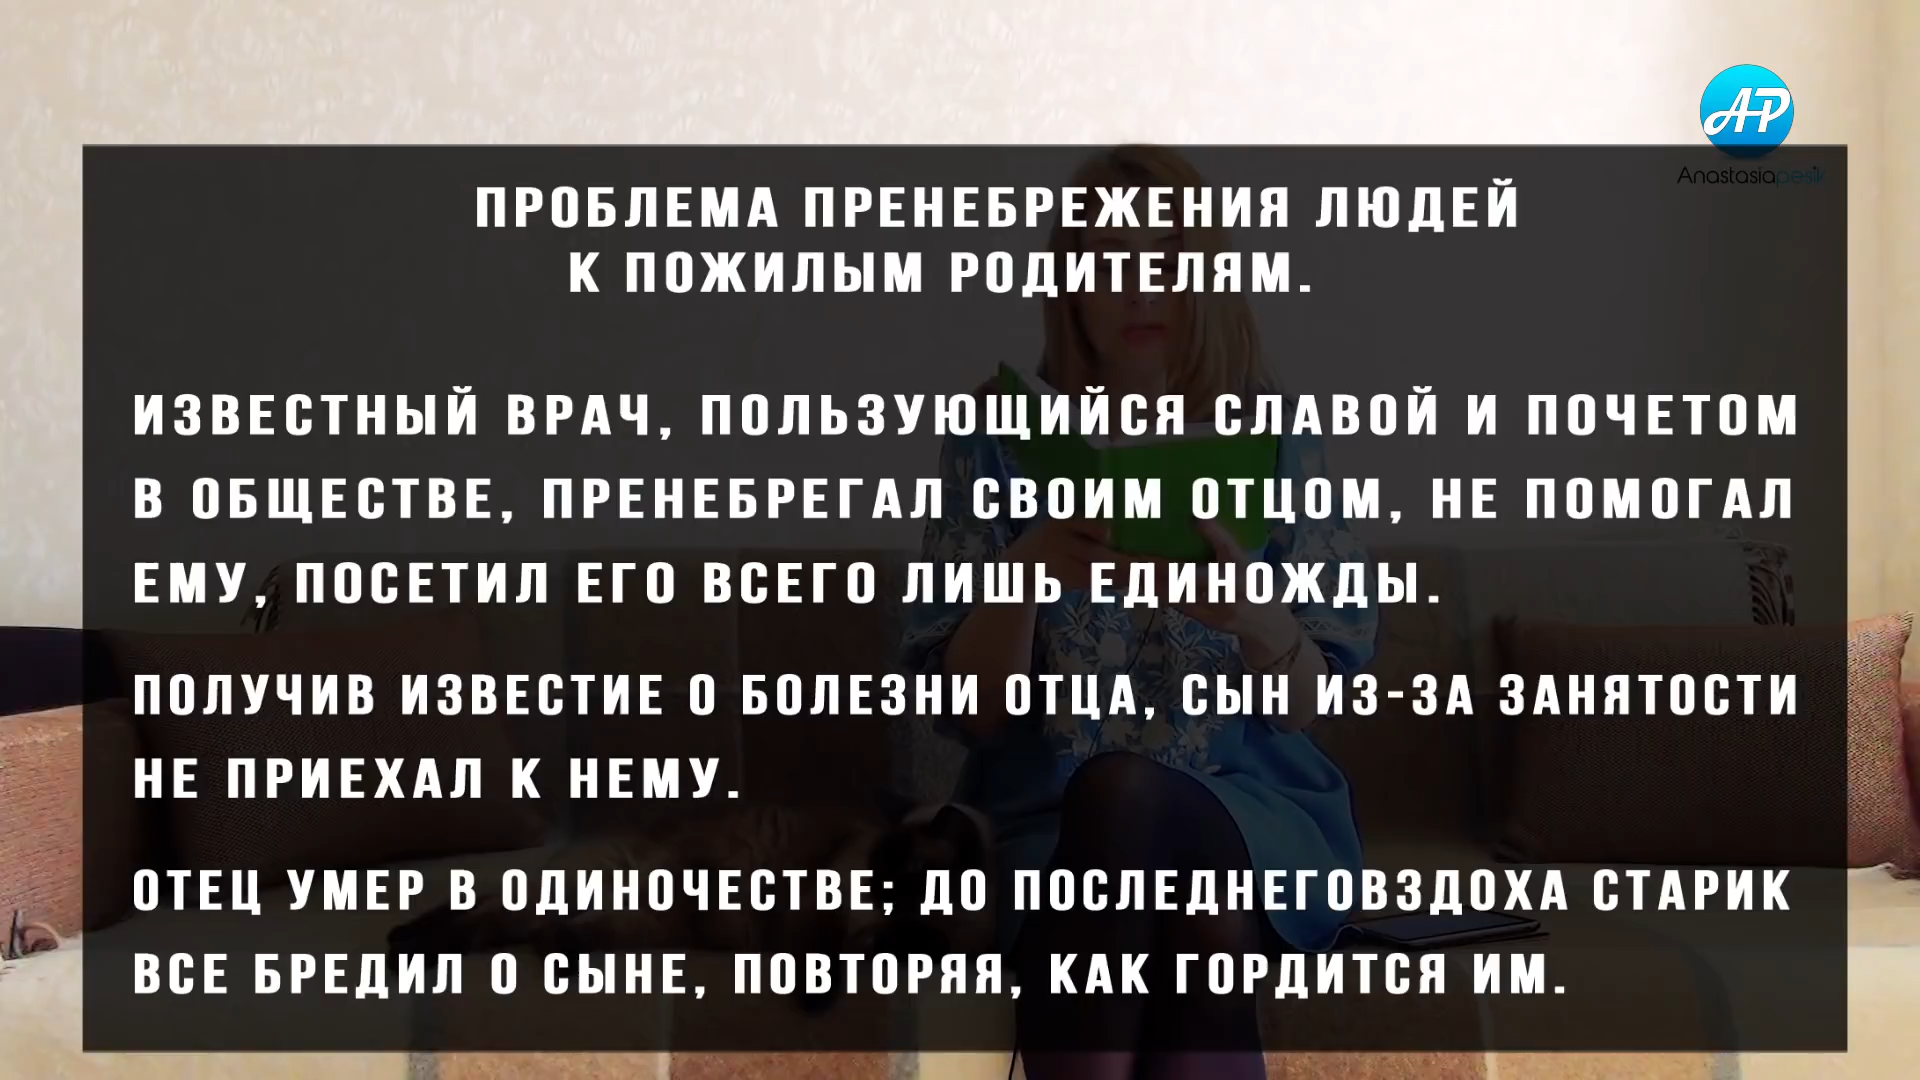 AP
Anastasiapesik
ПРОБЛЕМА ПРЕНЕБРЕЖЕНИЯ ЛЮДЕЙ
К ПОЖИЛЫМ РОДИТЕЛЯМ.
ИЗВЕСТНЫЙ ВРАЧ, ПОЛЬЗУЮЩИЙСЯ СЛАВОЙ И ПОЧЕТОМ
В ОБЩЕСТВЕ, ПРЕНЕБРЕГАЛ СВОИМ ОТЦОМ, НЕ ПОМОГАЛ
ЕМУ, ПОСЕТИЛ ЕГО ВСЕГО ЛИШЬ ЕДИНОЖДЫ.
ПОЛУЧИВ ИЗВЕСТИЕ О БОЛЕЗНИ ОТЦА, СЫН ИЗ-ЗА ЗАНЯТОСТИ
НЕ ПРИЕХАЛ К НЕМУ.
ОТЕЦ УМЕР В ОДИНОЧЕСТВЕ; ДО ПОСЛЕДНЕГОВЗДОХА СТАРИК
ВСЕ БРЕДИЛ О СЫНЕ, ПОВТОРЯЯ, КАК ГОРДИТСЯ ИМ.